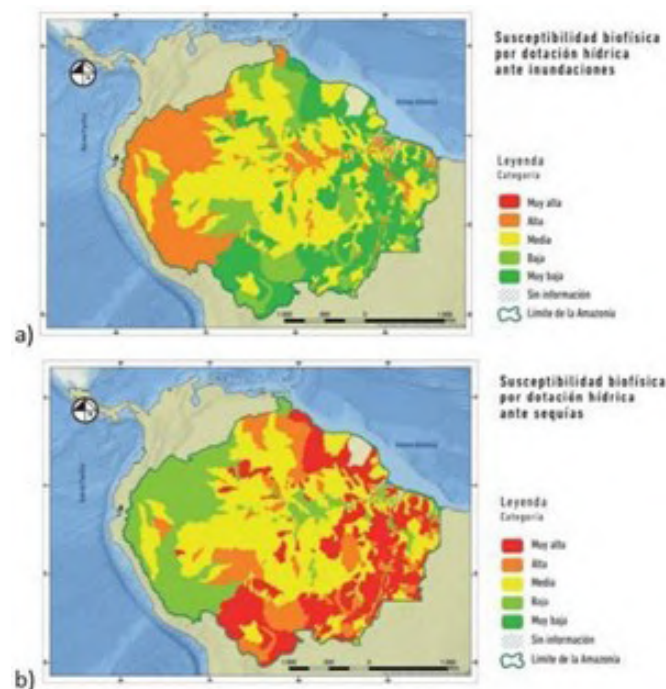 Susceptibilidad biofísica
por dotación hídrica
ante inundaciones
Leyenda
Categoría
Muy alta
Alta
Media
Baja
Muy baja
Sin información
Límite de la Amazonía
a)
Susceptibilidad biofísica
por dotación hídrica
ante sequías
Leyenda
Categoría
Muy alta
Alta
Media
Baja
Muy baja
Sin información
Límite de la Amazonía
b)